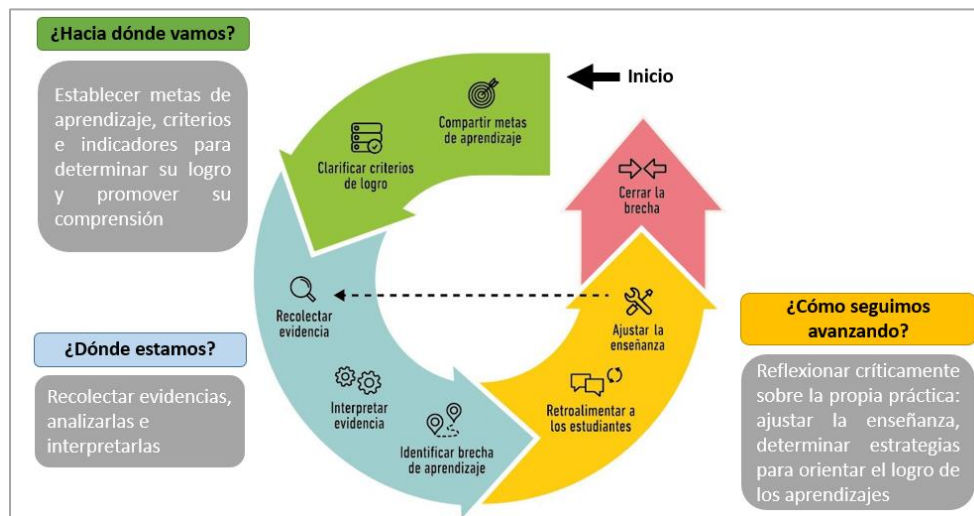 ¿Hacia dónde vamos?
Establecer metas de
aprendizaje, criterios
e indicadores para
determinar su logro
y promover su
comprensión
Inicio
Compartir metas
de aprendizaje
Clarificar criterios
de logro
Recolectar
evidencia
Interpretar
evidencia
Identificar brecha
de aprendizaje
Retroalimentar a
los estudiantes
Ajustar la
enseñanza
Cerrar la
brecha
¿Dónde estamos?
Recolectar evidencias,
analizarlas e
interpretarlas
¿Cómo seguimos
avanzando?
Reflexionar críticamente
sobre la propia práctica:
ajustar la enseñanza,
determinar estrategias
para orientar el logro de
los aprendizajes